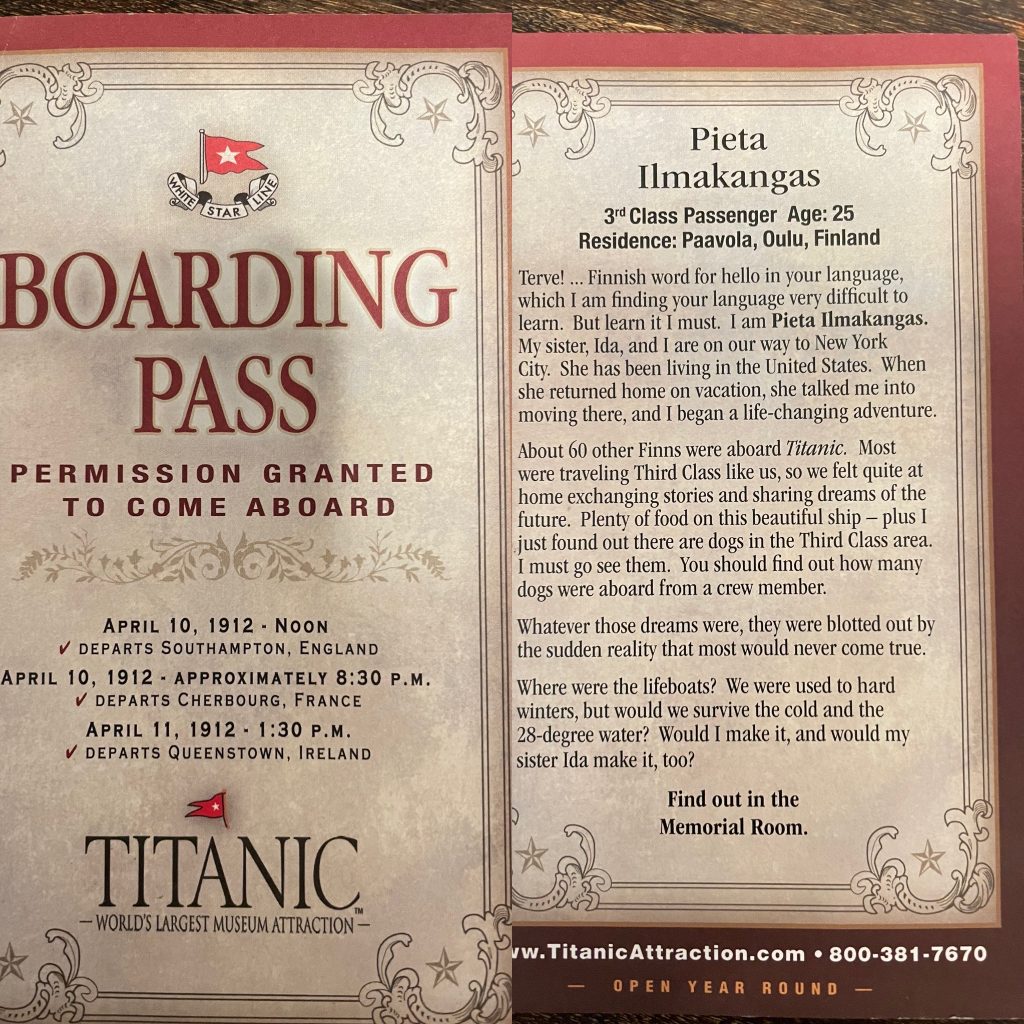 WHITE STAR LINE
BOARDING
PASS
PERMISSION GRANTED
TO COME ABOARD
APRIL 10, 1912 - NOON
✓ DEPARTS SOUTHAMPTON, ENGLAND
APRIL 10, 1912 - APPROXIMATELY 8:30 P.M.
✓ DEPARTS CHERBOURG, FRANCE
APRIL 11, 1912 - 1:30 P.M.
✓ DEPARTS QUEENSTOWN, IRELAND
TITANIC™
– WORLD'S LARGEST MUSEUM ATTRACTION –
Pieta
Ilmakangas
3rd Class Passenger Age: 25
Residence: Paavola, Oulu, Finland
Terve! ... Finnish word for hello in your language,
which I am finding your language very difficult to
learn. But learn it I must. I am Pieta Ilmakangas.
My sister, Ida, and I are on our way to New York
City. She has been living in the United States. When
she returned home on vacation, she talked me into
moving there, and I began a life-changing adventure.
About 60 other Finns were aboard Titanic. Most
were traveling Third Class like us, so we felt quite at
home exchanging stories and sharing dreams of the
future. Plenty of food on this beautiful ship – plus I
just found out there are dogs in the Third Class area.
I must go see them. You should find out how many
dogs were aboard from a crew member.
Whatever those dreams were, they were blotted out by
the sudden reality that most would never come true.
Where were the lifeboats? We were used to hard
winters, but would we survive the cold and the
28-degree water? Would I make it, and would my
sister Ida make it, too?
Find out in the
Memorial Room.
ww.TitanicAttraction.com • 800-381-7670
— OPEN YEAR ROUND —